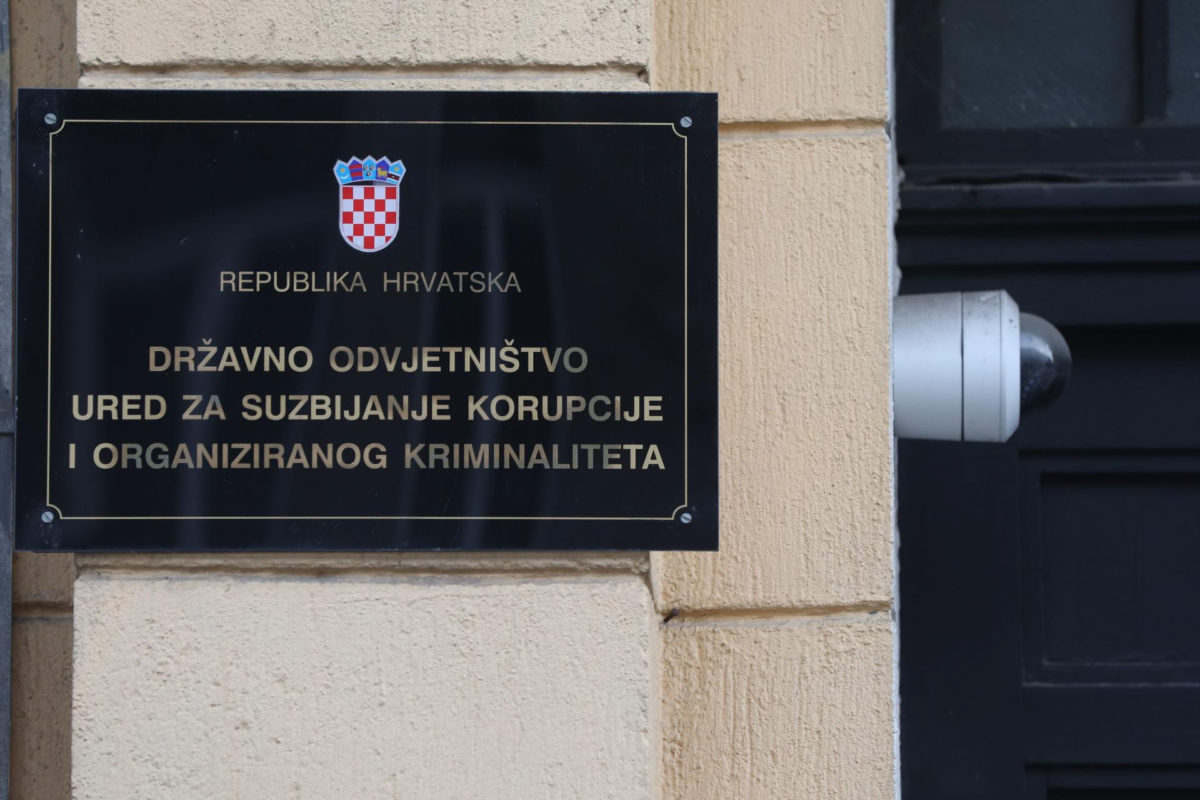 REPUBLIKA HRVATSKA
DRŽAVNO ODVJETNIŠTVO
URED ZA SUZBIJANJE KORUPCIJE
I ORGANIZIRANOG KRIMINALITETA